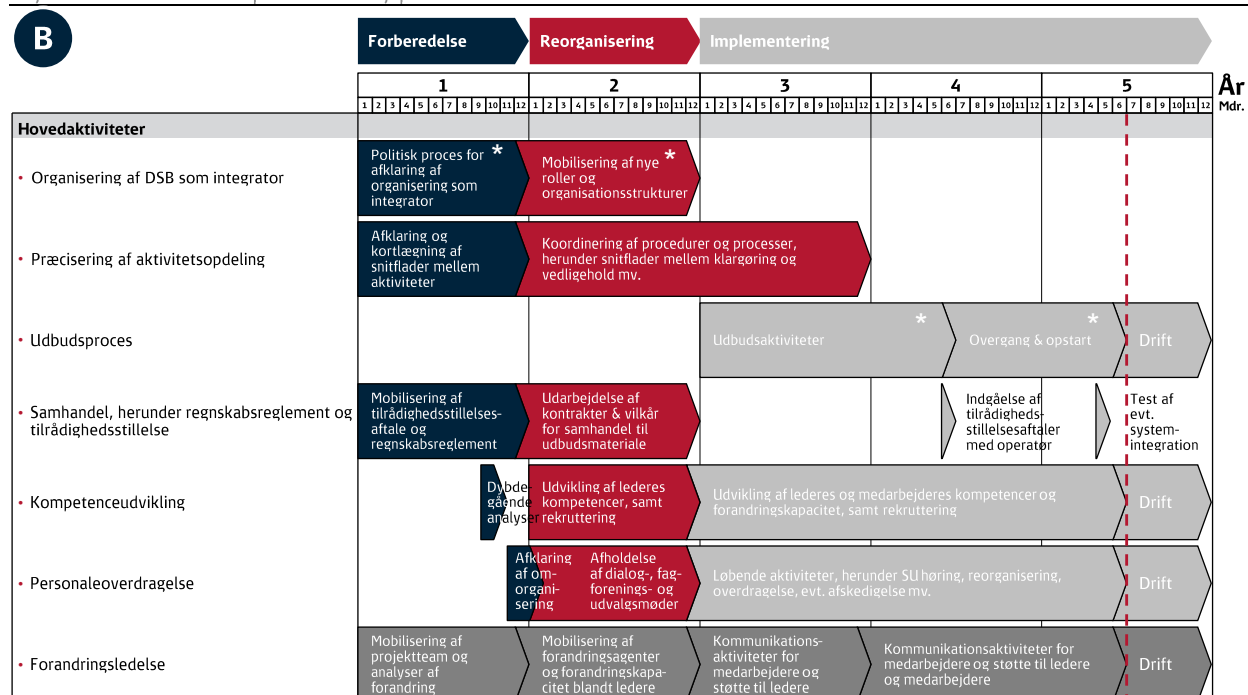 B
Forberedelse
Reorganisering
Implementering
1 2 3 4 5 År
1 2 3 4 5 6 7 8 9 10 11 12 1 2 3 4 5 6 7 8 9 10 11 12 1 2 3 4 5 6 7 8 9 10 11 12 1 2 3 4 5 6 7 8 9 10 11 12 1 2 3 4 5 6 7 8 9 10 11 12 Mdr.
Hovedaktiviteter
• Organisering af DSB som integrator
Politisk proces for *
afklaring af
organisering som
integrator
Mobilisering af nye *
roller og
organisationsstrukturer
• Præcisering af aktivitetsopdeling
Afklaring og
kortlægning af
snitflader mellem
aktiviteter
Koordinering af procedurer og processer,
herunder snitflader mellem klargøring og
vedligehold mv.
• Udbudsproces
Udbudsaktiviteter
*
Overgang & opstart
*
Drift
• Samhandel, herunder regnskabsreglement og
tilrådighedsstillelse
Mobilisering af
tilrådighedsstillelses-
aftale og
regnskabsreglement
Udarbejdelse af
kontrakter & vilkår
for samhandel til
udbudsmateriale
Indgåelse af
tilrådigheds-
stillelsesaftaler
med operatør
Test af
evt.
system-
integration
• Kompetenceudvikling
Dybde-
gående
analyser
Udvikling af lederes
kompetencer, samt
rekruttering
Udvikling af lederes og medarbejderes kompetencer og
forandringskapacitet, samt rekruttering
Drift
• Personaleoverdragelse
Afklaring
af om-
organi-
sering
Afholdelse
af dialog-, fag-
forenings- og
udvalgsmøder
Løbende aktiviteter, herunder SU høring, reorganisering,
overdragelse, evt. afskedigelse mv.
Drift
• Forandringsledelse
Mobilisering af
projektteam og
analyser af
forandring
Mobilisering af
forandringsagenter
og forandringskapa-
citet blandt ledere
Kommunikations-
aktiviteter for
medarbejdere og
støtte til ledere
Kommunikationsaktiviteter for
medarbejdere og støtte til ledere
og medarbejdere
Drift